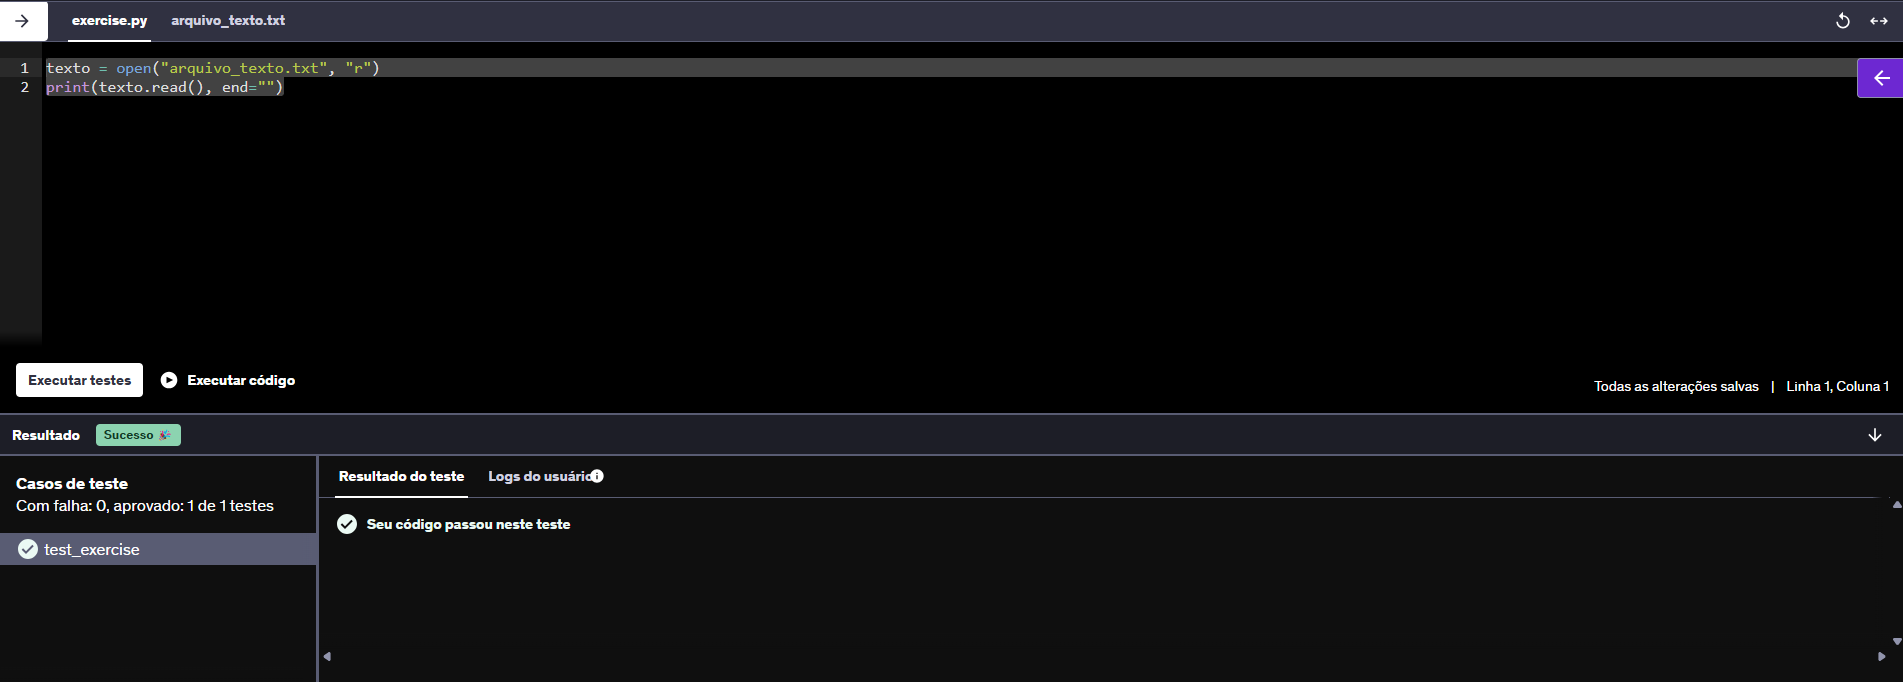 exercise.py arquivo_texto.txt
1 texto = open("arquivo_texto.txt", "r")
2 print(texto.read(), end="")
Executar testes Executar código
Todas as alterações salvas | Linha 1, Coluna 1
Resultado Sucesso 🎉
Casos de teste
Com falha: 0, aprovado: 1 de 1 testes
test_exercise
Resultado do teste Logs do usuário
Seu código passou neste teste